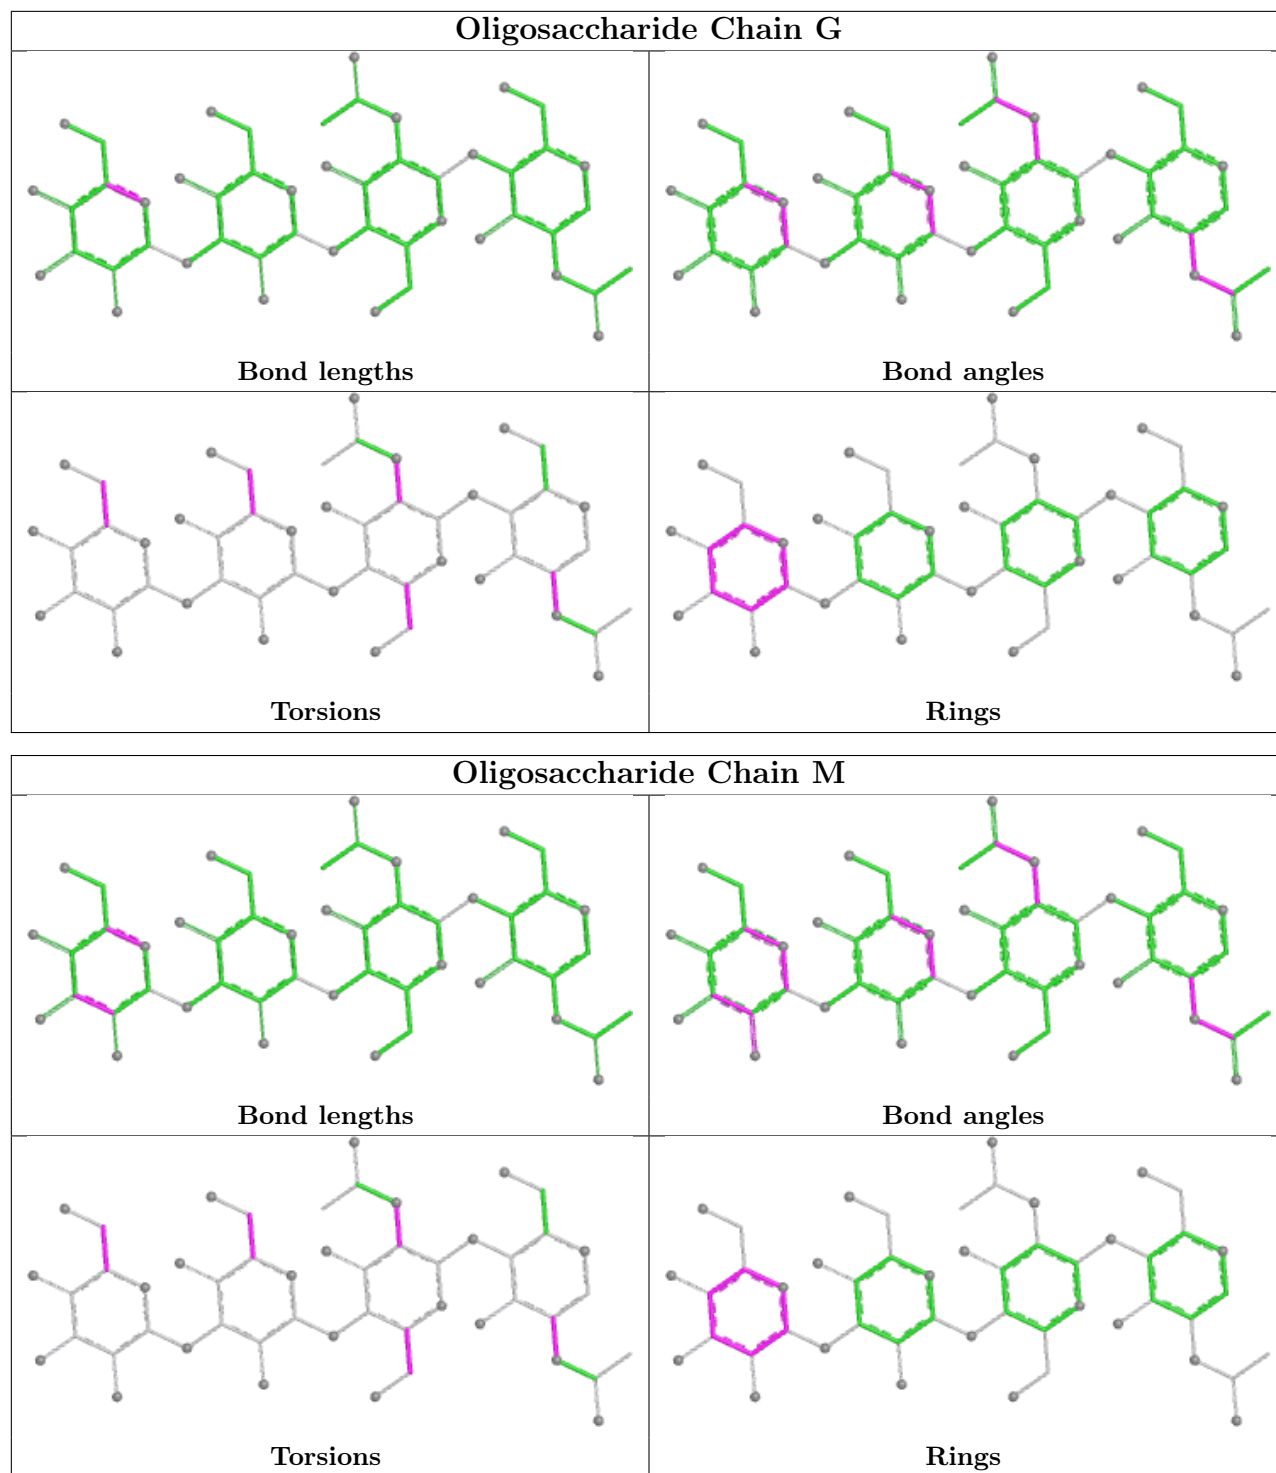 Oligosaccharide Chain G
Bond lengths
Bond angles
Torsions
Rings
Oligosaccharide Chain M
Bond lengths
Bond angles
Torsions
Rings